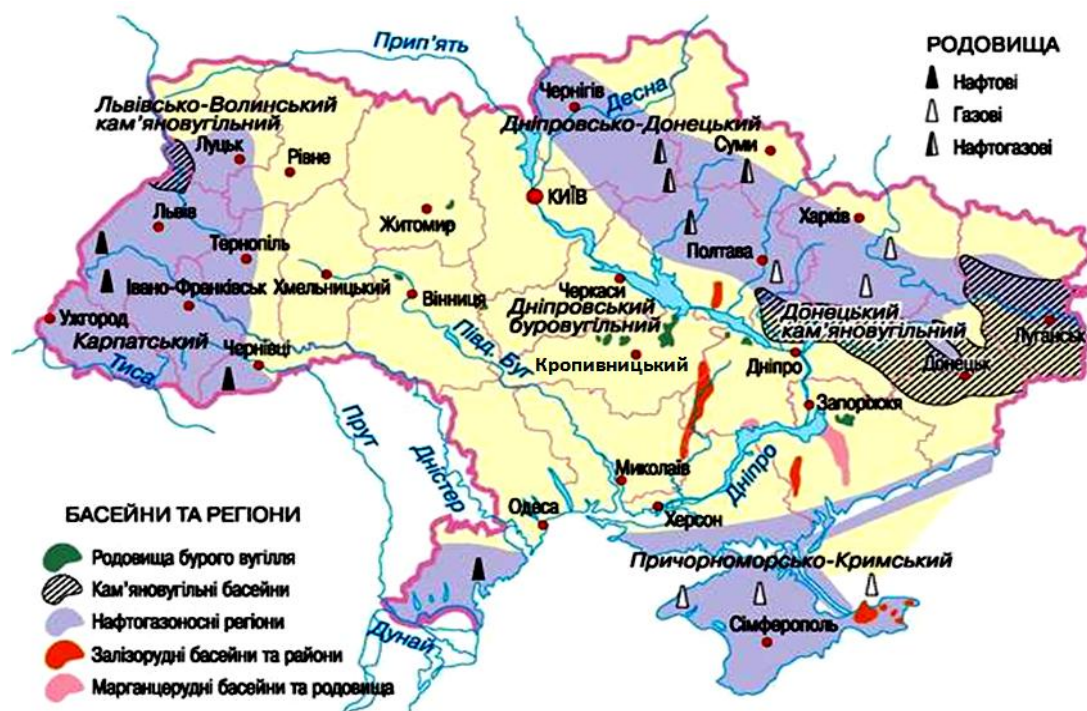 Прип'ять
РОДОВИЩА
Нафтові
Газові
Нафтогазові
Чернігів
Десна
Львівсько-Волинський
кам'яновугільний
Дніпровсько-Донецький
Суми
Луцьк
Рівне
КИЇВ
Житомир
Харків
Львів
Тернопіль
Полтава
Івано-Франківськ
Хмельницький
Вінниця
Черкаси
Дніпровський
буровугільний
Донецький
кам'яновугільний
Ужгород
Луганськ
Карпатський
Чернівці
Півд. Буг
Кропивницький
Дніпро
Донецьк
Тиса
Запоріжжя
Прут
Дністер
Миколаїв
Дніпро
Одеса
Херсон
БАСЕЙНИ ТА РЕГІОНИ
Родовища бурого вугілля
Кам'яновугільні басейни
Нафтогазоносні регіони
Залізорудні басейни та райони
Марганцерудні басейни та родовища
Причорноморсько-Кримський
Сімферополь
Дунай